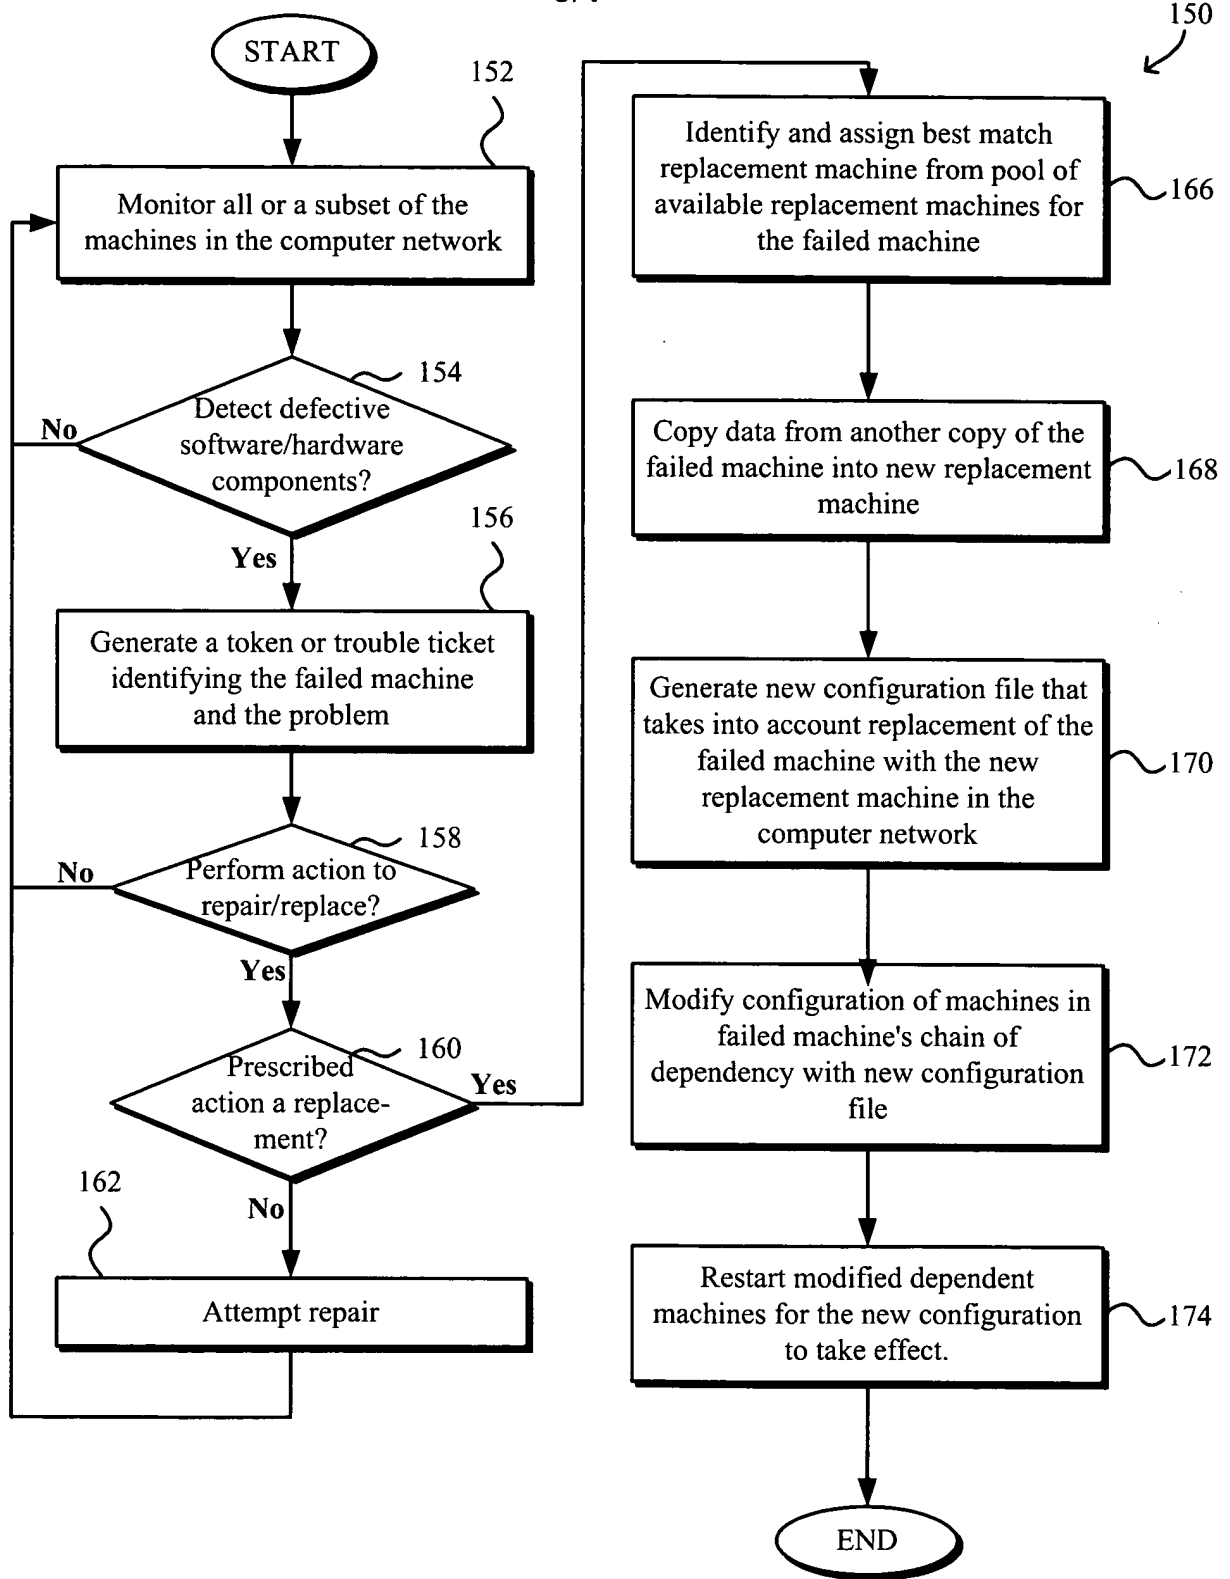 150
START
152
Monitor all or a subset of the
machines in the computer network
154
Detect defective
software/hardware
components?
No
Yes
156
Generate a token or trouble ticket
identifying the failed machine
and the problem
158
Perform action to
repair/replace?
No
Yes
160
Prescribed
action a replace-
ment?
Yes
No
162
Attempt repair
Identify and assign best match
replacement machine from pool of
available replacement machines for
the failed machine
166
Copy data from another copy of the
failed machine into new replacement
machine
168
Generate new configuration file that
takes into account replacement of the
failed machine with the new
replacement machine in the
computer network
170
Modify configuration of machines in
failed machine's chain of
dependency with new configuration
file
172
Restart modified dependent
machines for the new configuration
to take effect.
174
END